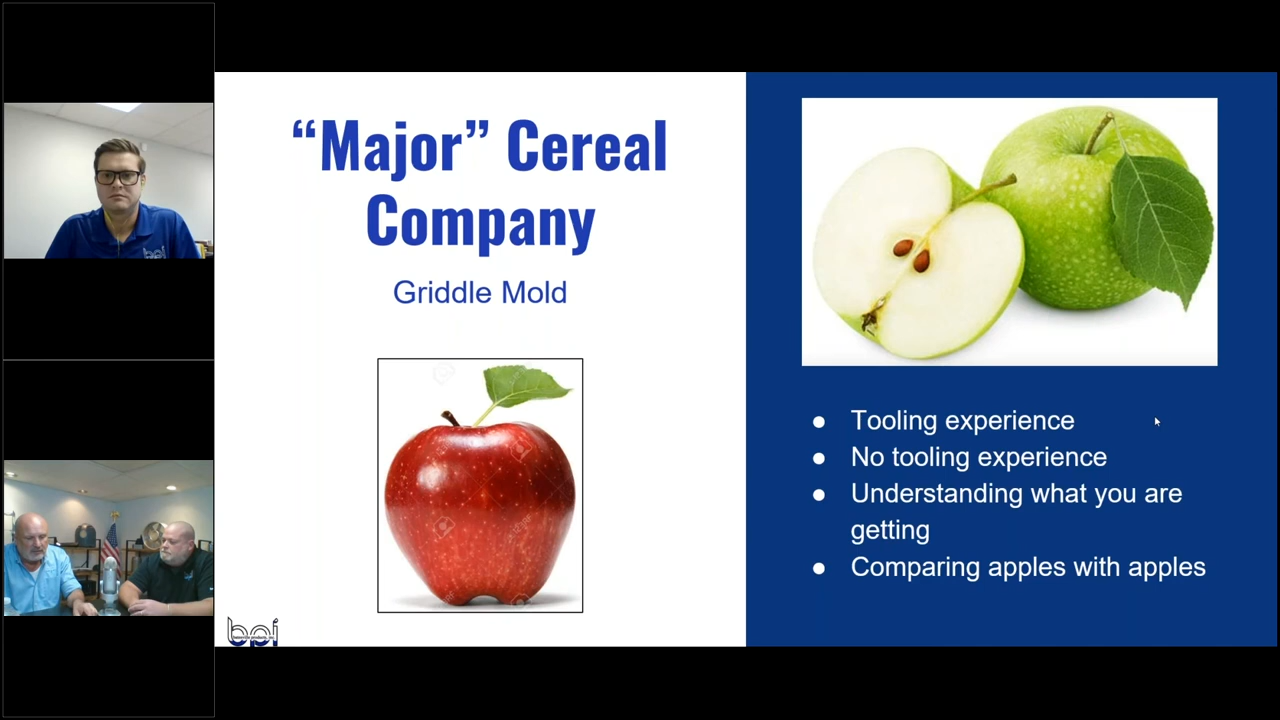 “Major” Cereal
Company
Griddle Mold
● Tooling experience
● No tooling experience
● Understanding what you are
getting
● Comparing apples with apples
bpi